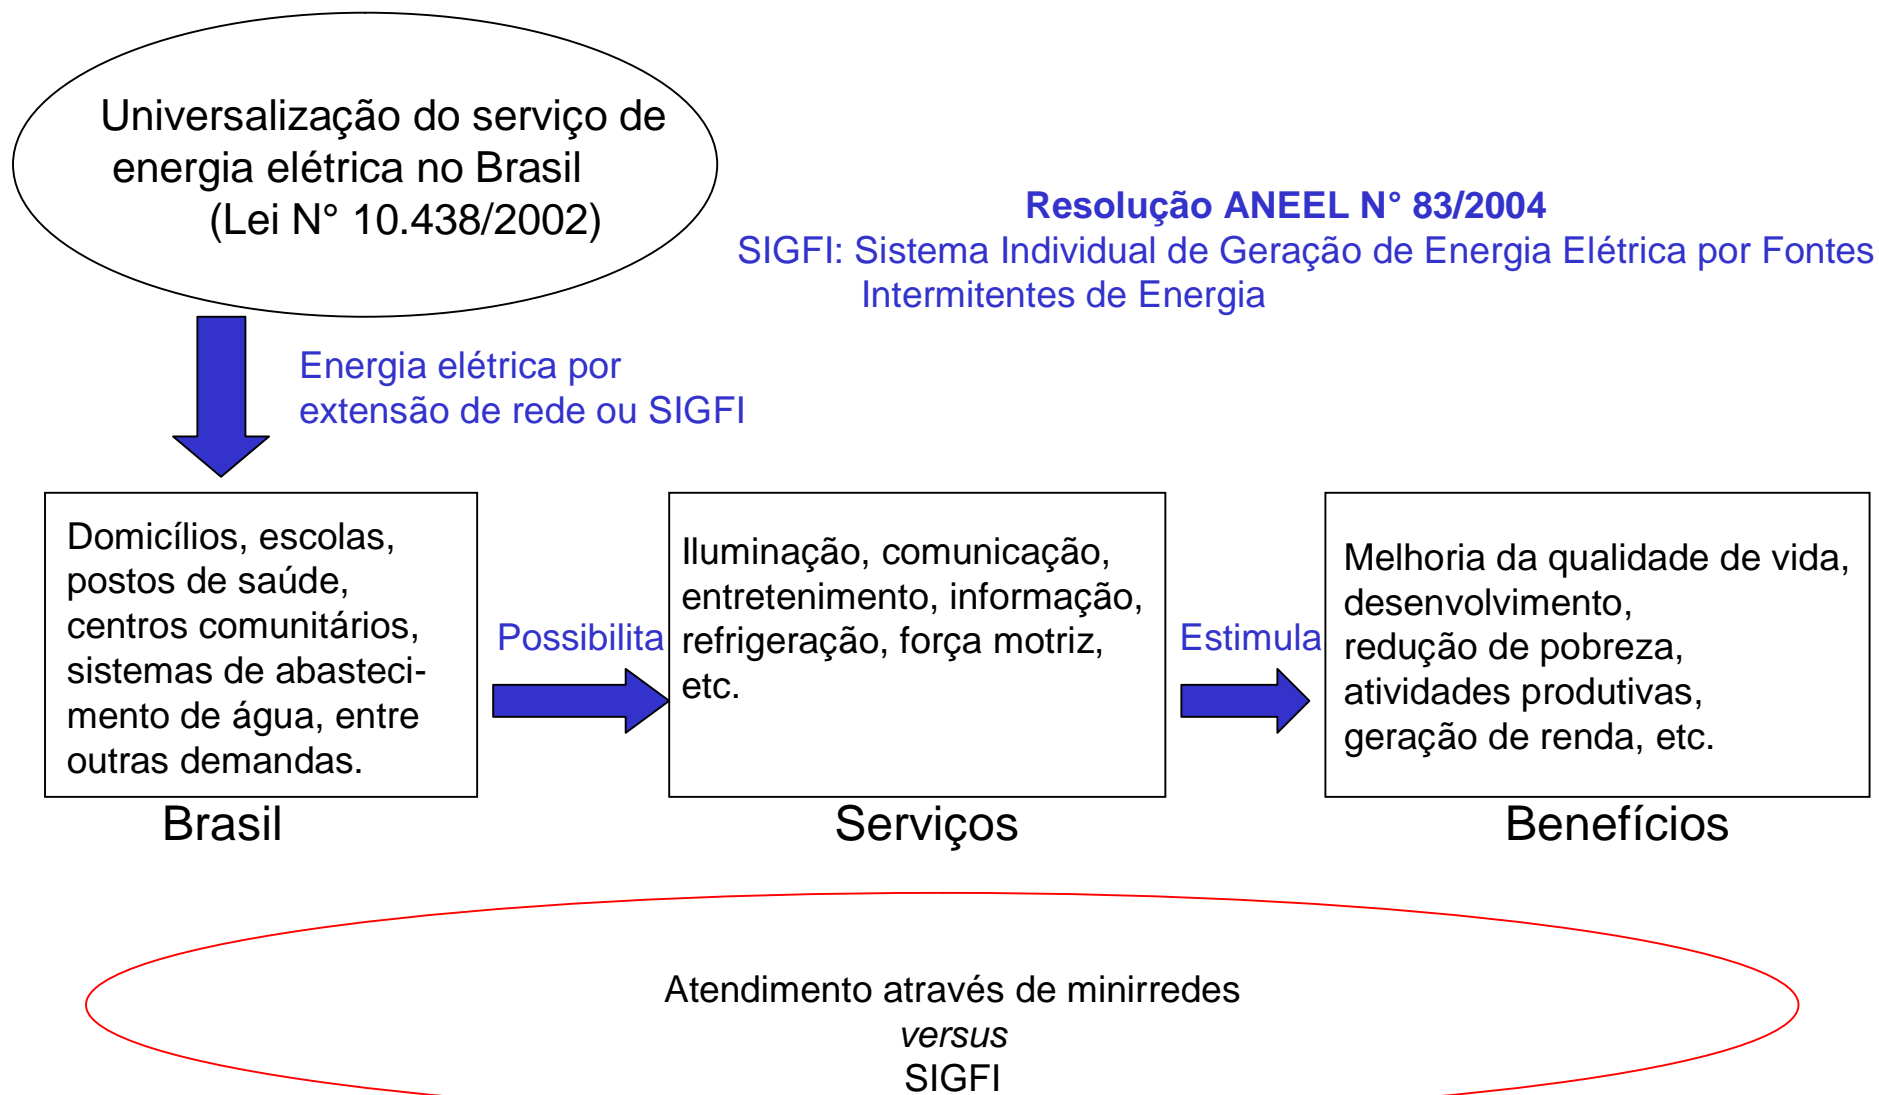 Universalização do serviço de
energia elétrica no Brasil
(Lei N° 10.438/2002)
Resolução ANEEL N° 83/2004
SIGFI: Sistema Individual de Geração de Energia Elétrica por Fontes
Intermitentes de Energia
Energia elétrica por
extensão de rede ou SIGFI
Domicílios, escolas,
postos de saúde,
centros comunitários,
sistemas de abasteci-
mento de água, entre
outras demandas.
Brasil
Possibilita
Iluminação, comunicação,
entretenimento, informação,
refrigeração, força motriz,
etc.
Serviços
Estimula
Melhoria da qualidade de vida,
desenvolvimento,
redução de pobreza,
atividades produtivas,
geração de renda, etc.
Benefícios
Atendimento através de minirredes
versus
SIGFI